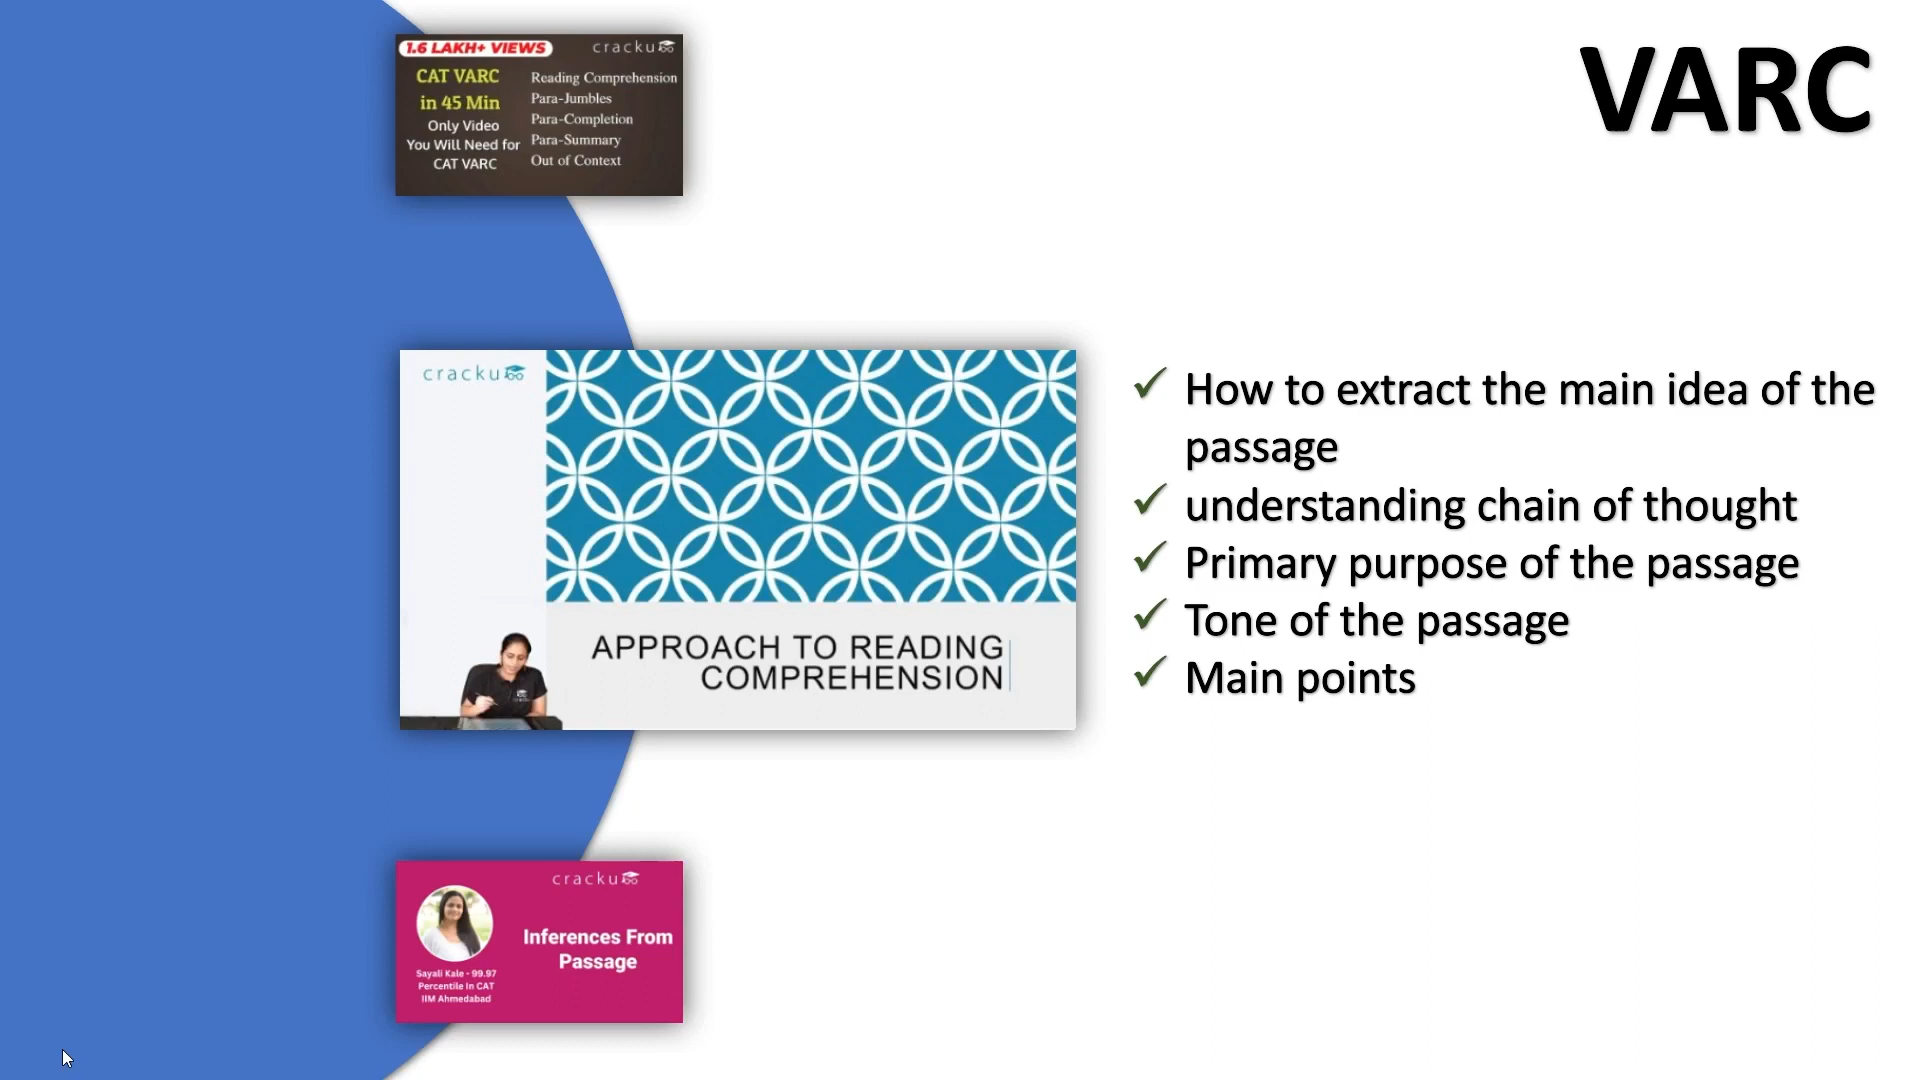 VARC
1.6 LAKH+ VIEWS
cracku
CAT VARC
in 45 Min
Only Video
You Will Need for
CAT VARC
Reading Comprehension
Para-Jumbles
Para-Completion
Para-Summary
Out of Context
cracku
APPROACH TO READING
COMPREHENSION
How to extract the main idea of the
passage
understanding chain of thought
Primary purpose of the passage
Tone of the passage
Main points
cracku
Inferences From
Passage
Sayali Kale - 99.97
Percentile In CAT
IIM Ahmedabad